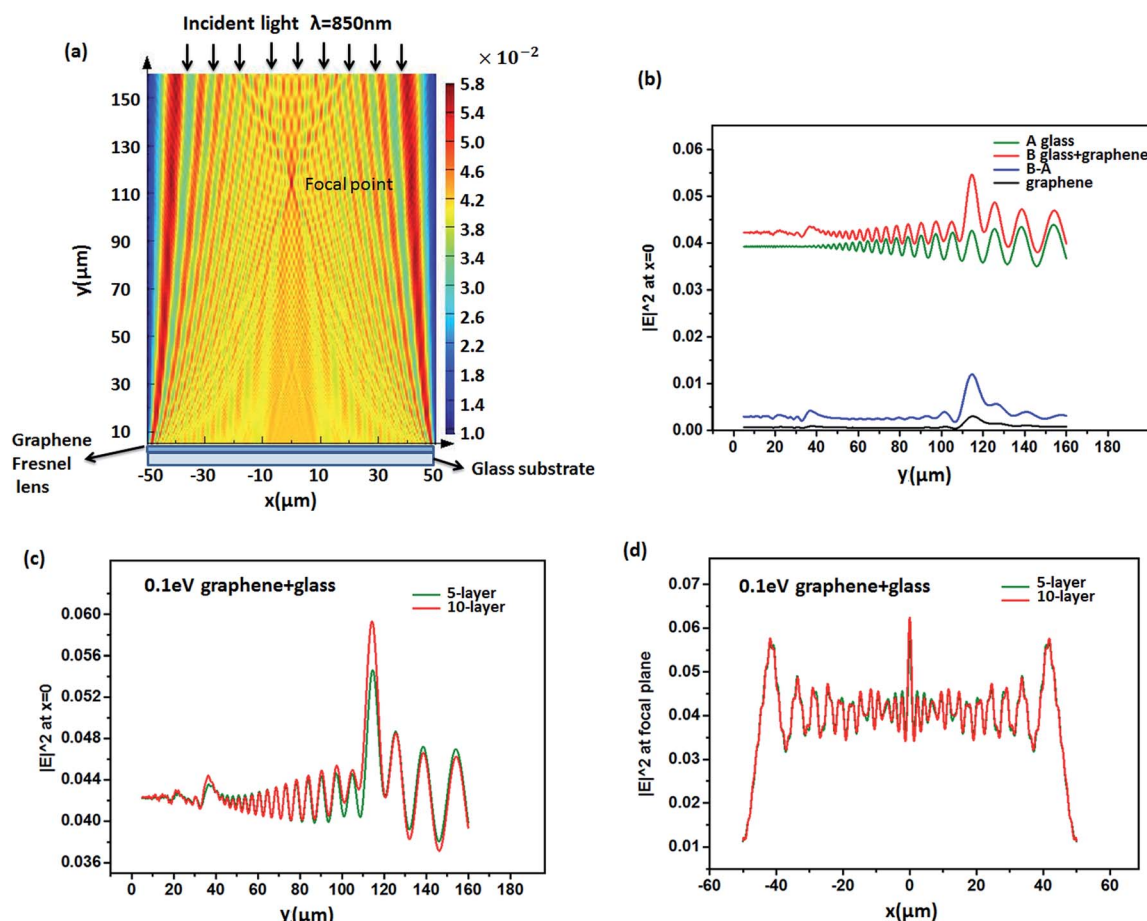 Incident light λ=850nm
(a)
× 10⁻²
150
130
110
90
70
50
30
10
y(μm)
Focal point
5.8
5.4
5.0
4.6
4.2
3.8
3.4
3.0
2.6
2.2
1.8
1.4
1.0
Graphene
Fresnel
lens
Glass substrate
-50 -30 -10 10 30 50
x(μm)
(b)
A glass
B glass+graphene
B-A
graphene
0.06
0.05
0.04
0.03
0.02
0.01
0.00
|E|^2 at x=0
0 20 40 60 80 100 120 140 160 180
y(μm)
(c)
0.1eV graphene+glass
5-layer
10-layer
0.060
0.056
0.052
0.048
0.044
0.040
0.036
|E|^2 at x=0
0 20 40 60 80 100 120 140 160 180
y(μm)
(d)
0.1eV graphene+glass
5-layer
10-layer
0.07
0.06
0.05
0.04
0.03
0.02
0.01
0.00
|E|^2 at focal plane
-60 -40 -20 0 20 40 60
x(μm)